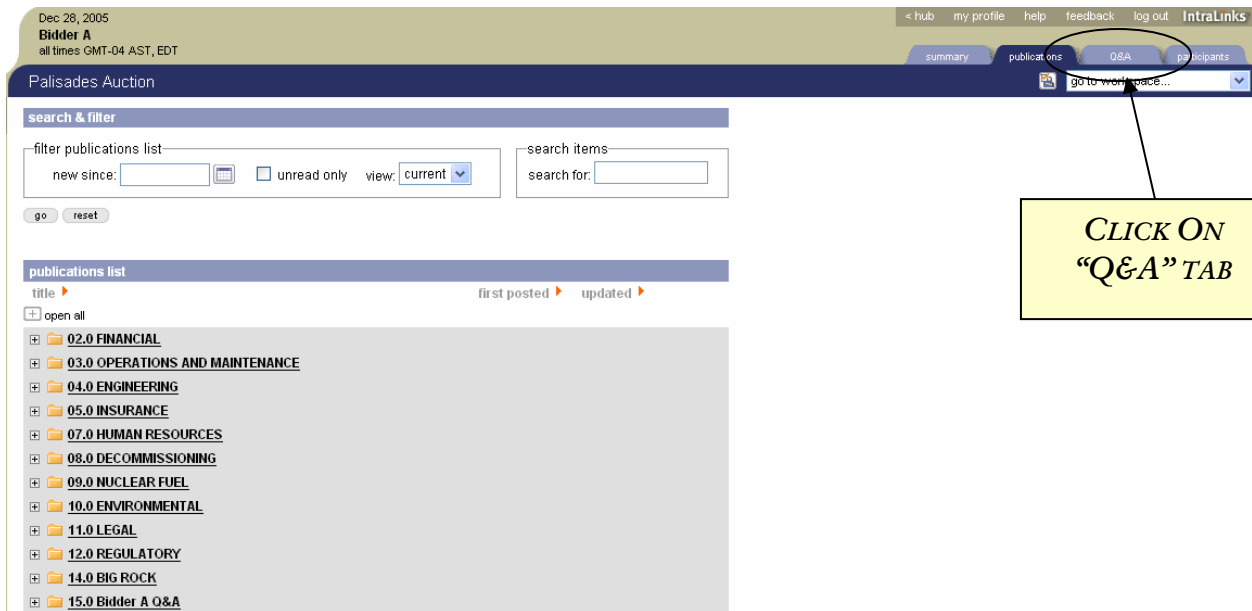 Dec 28, 2005
< hub my profile help feedback log out IntraLinks
Bidder A
all times GMT-04 AST, EDT
summary publications Q&A participants
Palisades Auction
go to workspace...
search & filter
filter publications list
new since: unread only view: current
search items
search for:
go reset
CLICK ON
“Q&A” TAB
publications list
title first posted updated
open all
02.0 FINANCIAL
03.0 OPERATIONS AND MAINTENANCE
04.0 ENGINEERING
05.0 INSURANCE
07.0 HUMAN RESOURCES
08.0 DECOMMISSIONING
09.0 NUCLEAR FUEL
10.0 ENVIRONMENTAL
11.0 LEGAL
12.0 REGULATORY
14.0 BIG ROCK
15.0 Bidder A Q&A